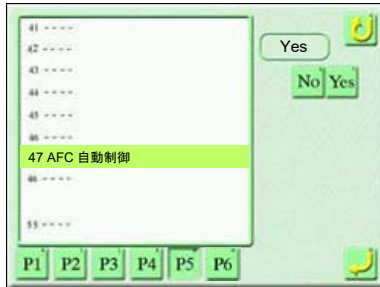 41 ----
42 ----
43 ----
44 ----
45 ----
46 ----
47 AFC 自動制御
46 ----
55 ----
Yes
No Yes
P1 P2 P3 P4 P5 P6